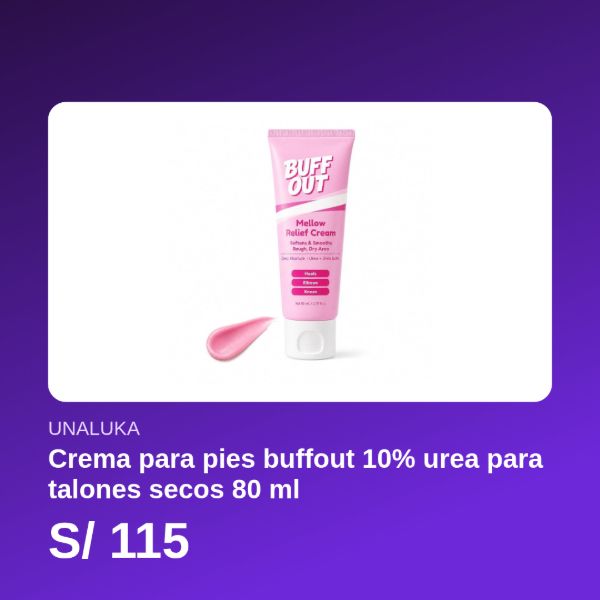 BUFF
OUT
Mellow
Relief Cream
Softens & Smooths
Rough, Dry Area
Heels
Elbows
Knees
UNALUKA
Crema para pies buffout 10% urea para
talones secos 80 ml
S/ 115